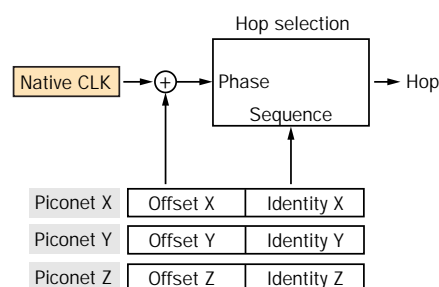 Hop selection
Native CLK
+
Phase
Hop
Sequence
Piconet X Offset X Identity X
Piconet Y Offset Y Identity Y
Piconet Z Offset Z Identity Z